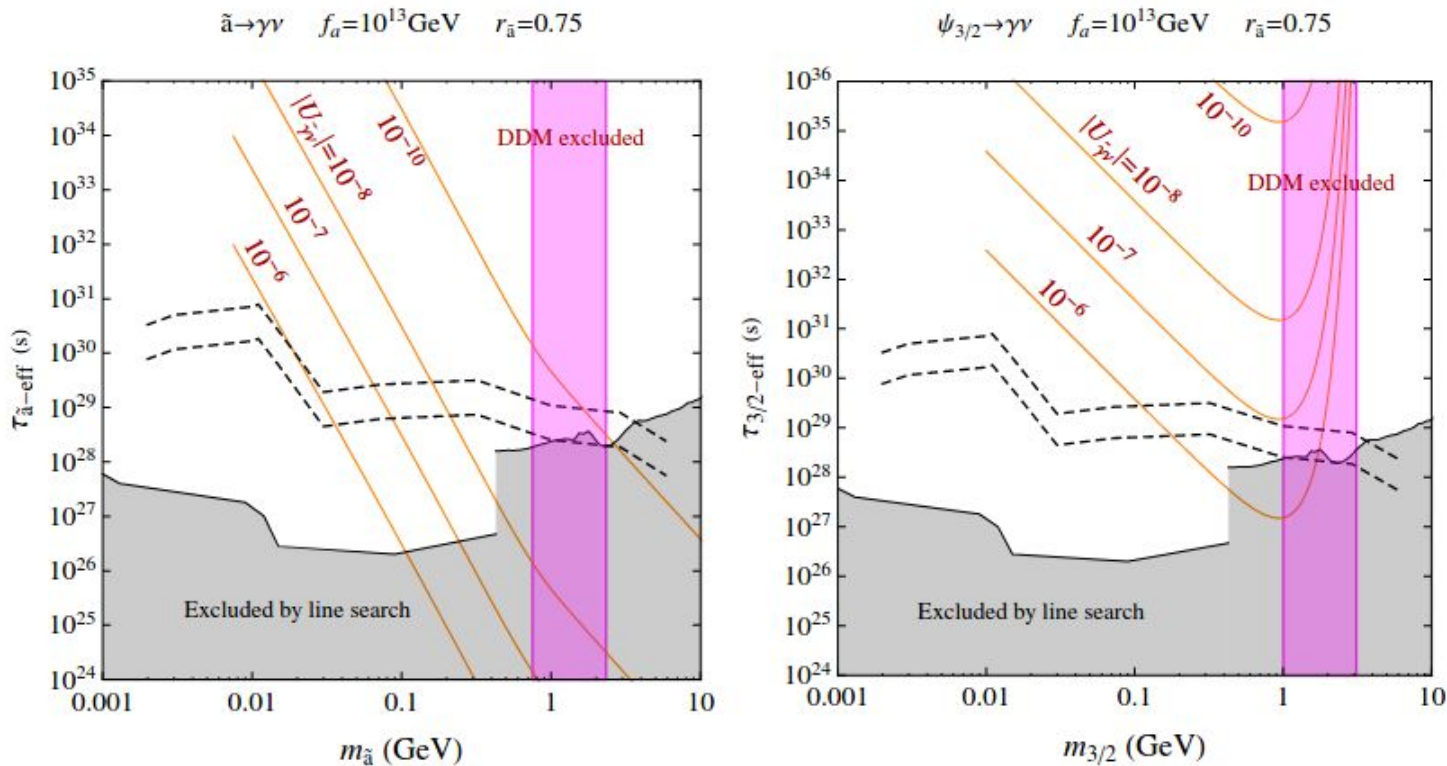 ã→γν f_a=10^13GeV r_ã=0.75
10^35
10^34
10^33
10^32
10^31
10^30
10^29
10^28
10^27
10^26
10^25
10^24
τ_ã−eff (s)
|U_γ̃ν|=10^−8
10^−10
10^−7
10^−6
DDM excluded
Excluded by line search
0.001 0.01 0.1 1 10
m_ã (GeV)
ψ_3/2→γν f_a=10^13GeV r_ã=0.75
10^36
10^35
10^34
10^33
10^32
10^31
10^30
10^29
10^28
10^27
10^26
10^25
10^24
τ_3/2−eff (s)
10^−10
|U_γ̃ν|=10^−8
10^−7
10^−6
DDM excluded
Excluded by line search
0.001 0.01 0.1 1 10
m_3/2 (GeV)